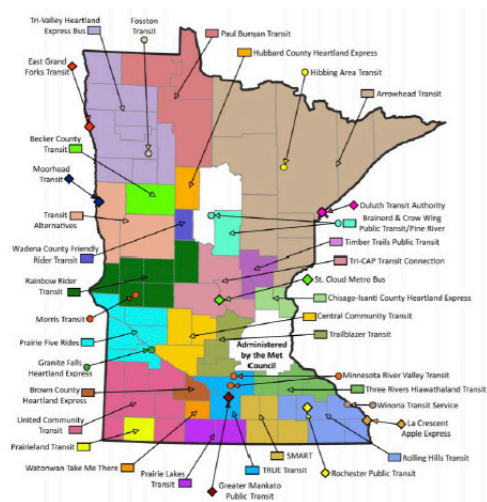 Tri-Valley Heartland
Express Bus
Fosston
Transit
Paul Bunyan Transit
Hubbard County Heartland Express
East Grand
Forks Transit
Hibbing Area Transit
Arrowhead Transit
Becker County
Transit
Moorhead
Transit
Duluth Transit Authority
Transit
Alternatives
Brainerd & Crow Wing
Public Transit/Pine River
Wadena County Friendly
Rider Transit
Timber Trails Public Transit
Tri-CAP Transit Connection
Rainbow Rider
Transit
St. Cloud Metro Bus
Chisago-Isanti County Heartland Express
Morris Transit
Central Community Transit
Prairie Five Rides
Trailblazer Transit
Administered
by the Met
Council
Granite Falls
Heartland Express
Minnesota River Valley Transit
Brown County
Heartland Express
Three Rivers Hiawathaland Transit
Winona Transit Service
United Community
Transit
La Crescent
Apple Express
Prairieland Transit
SMART
Rolling Hills Transit
Watonwan Take Me There
Prairie Lakes
Transit
TRUE Transit
Rochester Public Transit
Greater Mankato
Public Transit